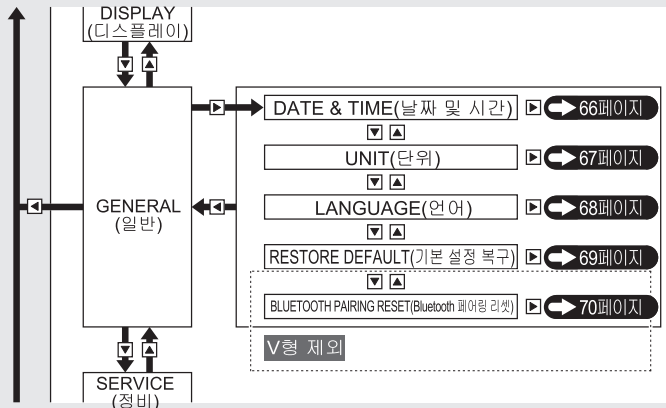 DISPLAY
(디스플레이)
DATE & TIME(날짜 및 시간) 66페이지
UNIT(단위) 67페이지
GENERAL
(일반)
LANGUAGE(언어) 68페이지
RESTORE DEFAULT(기본 설정 복구) 69페이지
BLUETOOTH PAIRING RESET(Bluetooth 페어링 리셋) 70페이지
V형 제외
SERVICE
(정비)